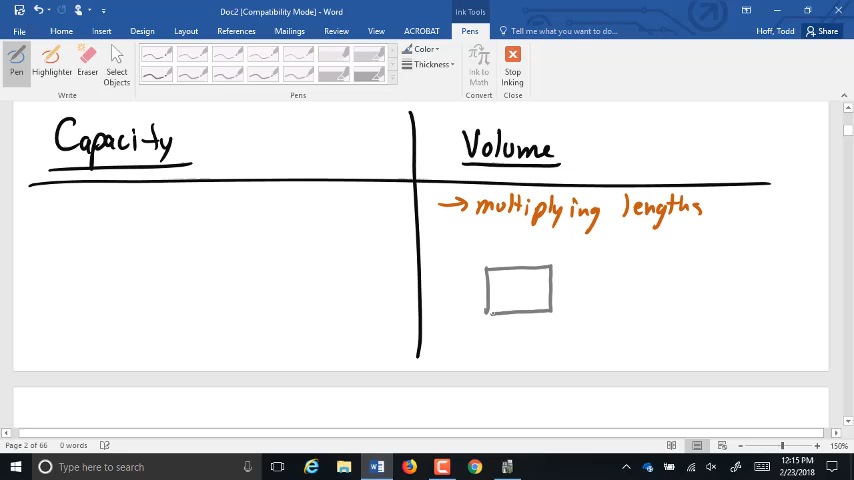 Doc2 [Compatibility Mode] - Word
Ink Tools
Hoff, Todd
File Home Insert Design Layout References Mailings Review View ACROBAT Pens Tell me what you want to do... Share
Pen Highlighter Eraser Select Objects
Color
Thickness
Ink to Math
Stop Inking
Write Pens Convert Close
Capacity Volume
→ multiplying lengths
Page 2 of 66 0 words 150%
Type here to search
12:15 PM
2/23/2018